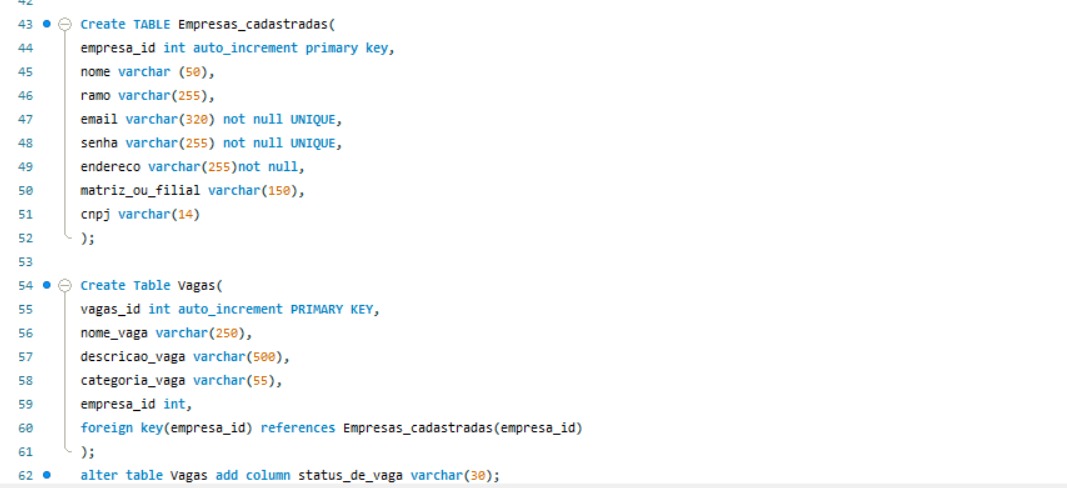 42
43 Create TABLE Empresas_cadastradas(
44 empresa_id int auto_increment primary key,
45 nome varchar (50),
46 ramo varchar(255),
47 email varchar(320) not null UNIQUE,
48 senha varchar(255) not null UNIQUE,
49 endereco varchar(255)not null,
50 matriz_ou_filial varchar(150),
51 cnpj varchar(14)
52 );
53
54 Create Table Vagas(
55 vagas_id int auto_increment PRIMARY KEY,
56 nome_vaga varchar(250),
57 descricao_vaga varchar(500),
58 categoria_vaga varchar(55),
59 empresa_id int,
60 foreign key(empresa_id) references Empresas_cadastradas(empresa_id)
61 );
62 alter table Vagas add column status_de_vaga varchar(30);